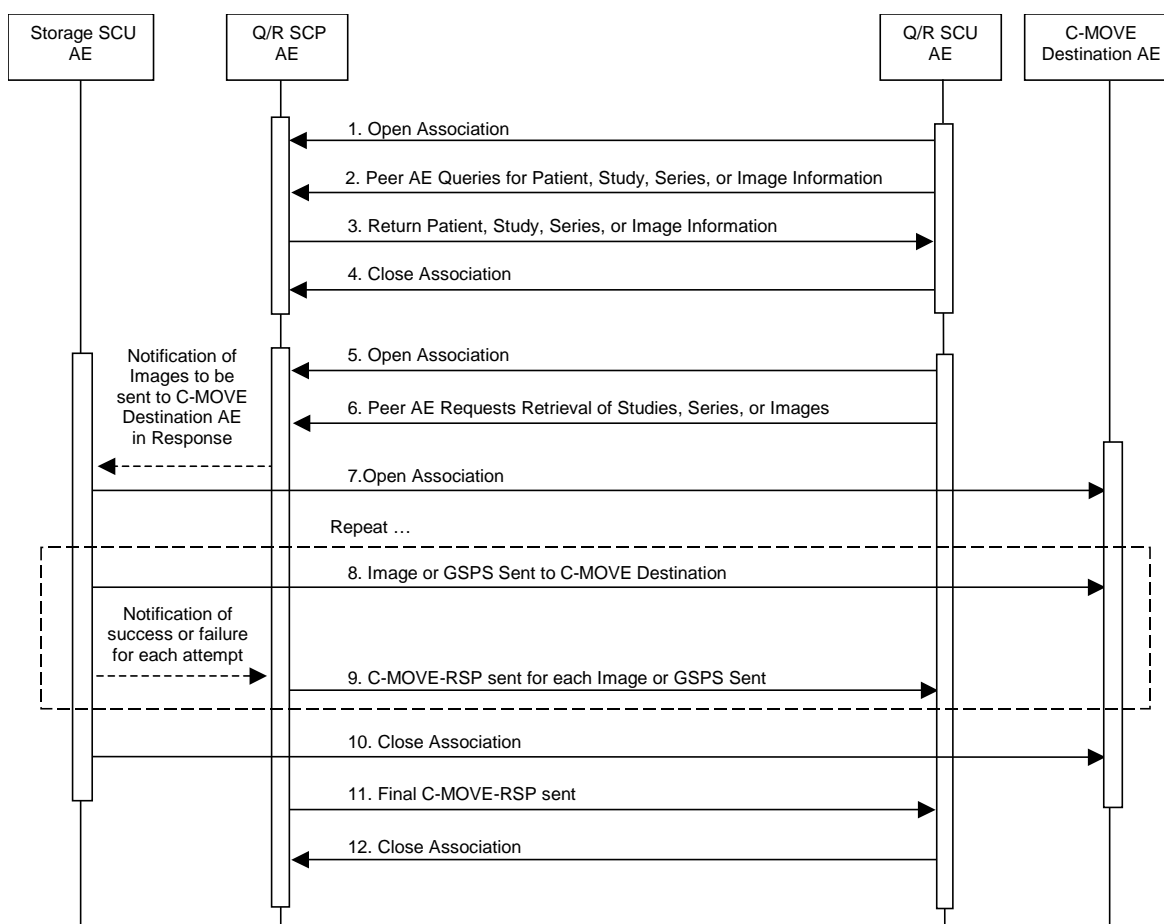 Storage SCU
AE
Q/R SCP
AE
Q/R SCU
AE
C-MOVE
Destination AE
1. Open Association
2. Peer AE Queries for Patient, Study, Series, or Image Information
3. Return Patient, Study, Series, or Image Information
4. Close Association
Notification of
Images to be
sent to C-MOVE
Destination AE
in Response
5. Open Association
6. Peer AE Requests Retrieval of Studies, Series, or Images
7.Open Association
Repeat …
8. Image or GSPS Sent to C-MOVE Destination
Notification of
success or failure
for each attempt
9. C-MOVE-RSP sent for each Image or GSPS Sent
10. Close Association
11. Final C-MOVE-RSP sent
12. Close Association